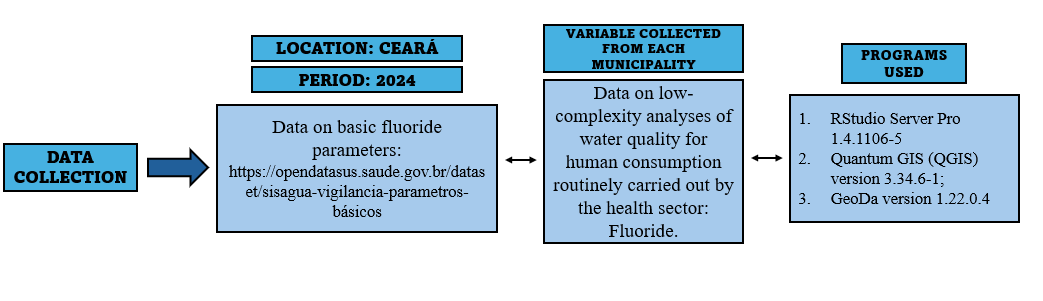 DATA
COLLECTION
LOCATION: CEARÁ
PERIOD: 2024
Data on basic fluoride
parameters:
https://opendatasus.saude.gov.br/datas
et/sisagua-vigilancia-parametros-
básicos
VARIABLE COLLECTED
FROM EACH
MUNICIPALITY
Data on low-
complexity analyses of
water quality for
human consumption
routinely carried out by
the health sector:
Fluoride.
PROGRAMS
USED
1. RStudio Server Pro
1.4.1106-5
2. Quantum GIS (QGIS)
version 3.34.6-1;
3. GeoDa version 1.22.0.4